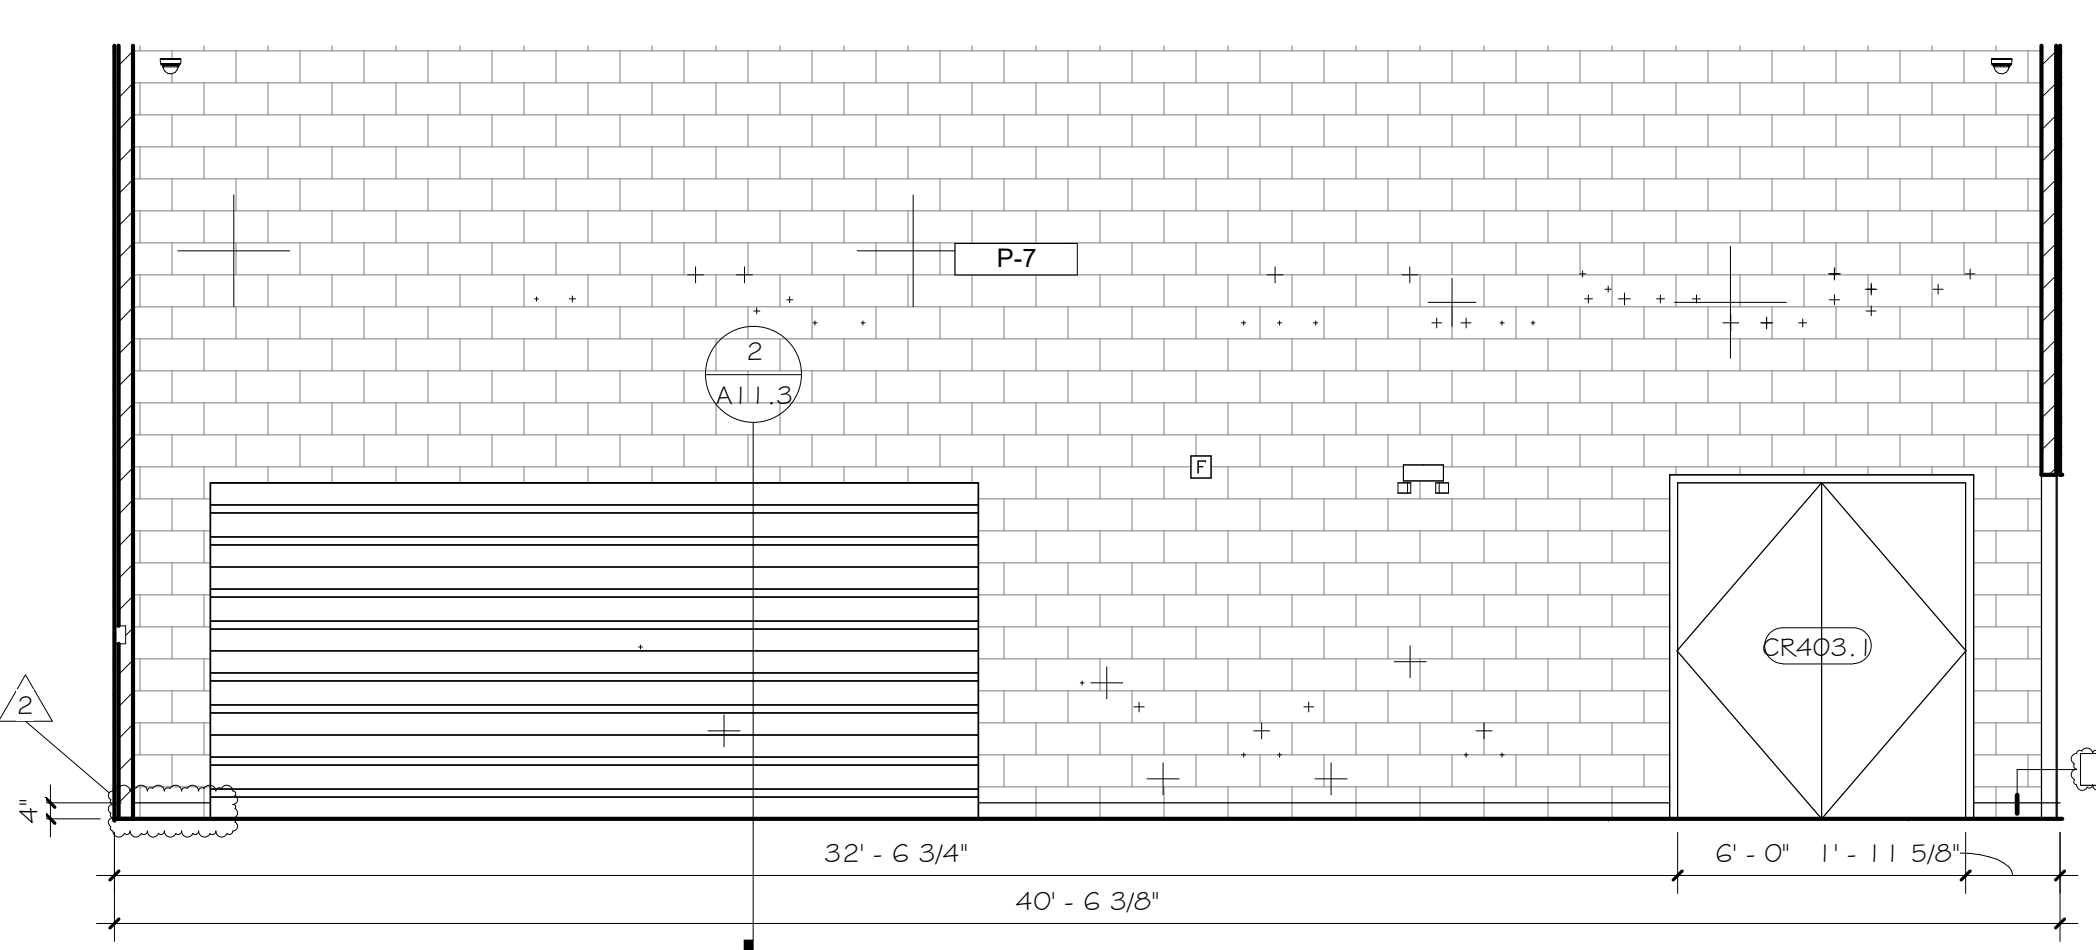 P-7
2
A11.3
F
CR403.1
2
4"
32' - 6 3/4"
6' - 0"
1' - 11 5/8"
40' - 6 3/8"